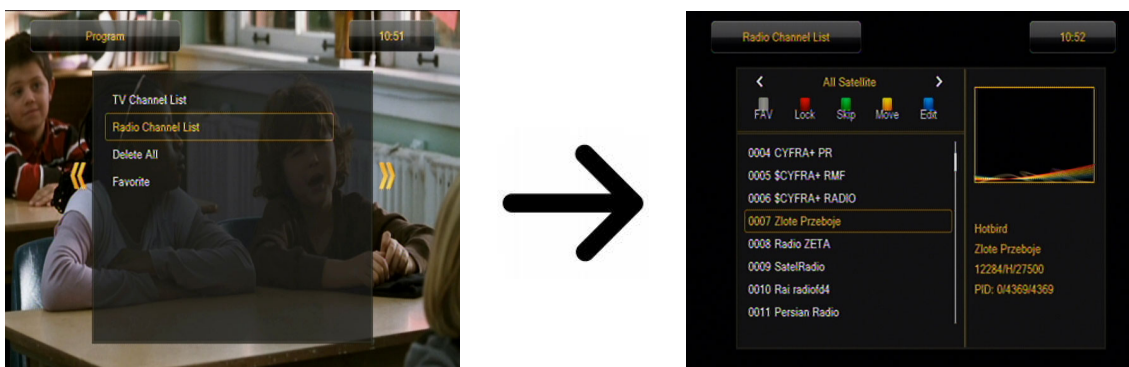 Program
10:51
TV Channel List
Radio Channel List
Delete All
Favorite
Radio Channel List
10:52
All Satellite
FAV Lock Skip Move Edit
0004 CYFRA+ PR
0005 $CYFRA+ RMF
0006 $CYFRA+ RADIO
0007 Zlote Przeboje
0008 Radio ZETA
0009 SatelRadio
0010 Rai radiofd4
0011 Persian Radio
Hotbird
Zlote Przeboje
12284/H/27500
PID: 0/4369/4369